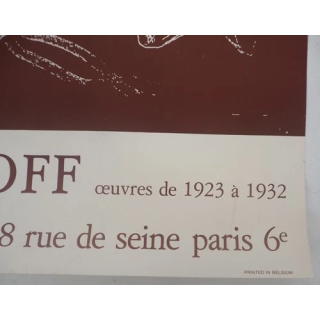 OFF œuvres de 1923 à 1932
8 rue de seine paris 6e
PRINTED IN BELGIUM